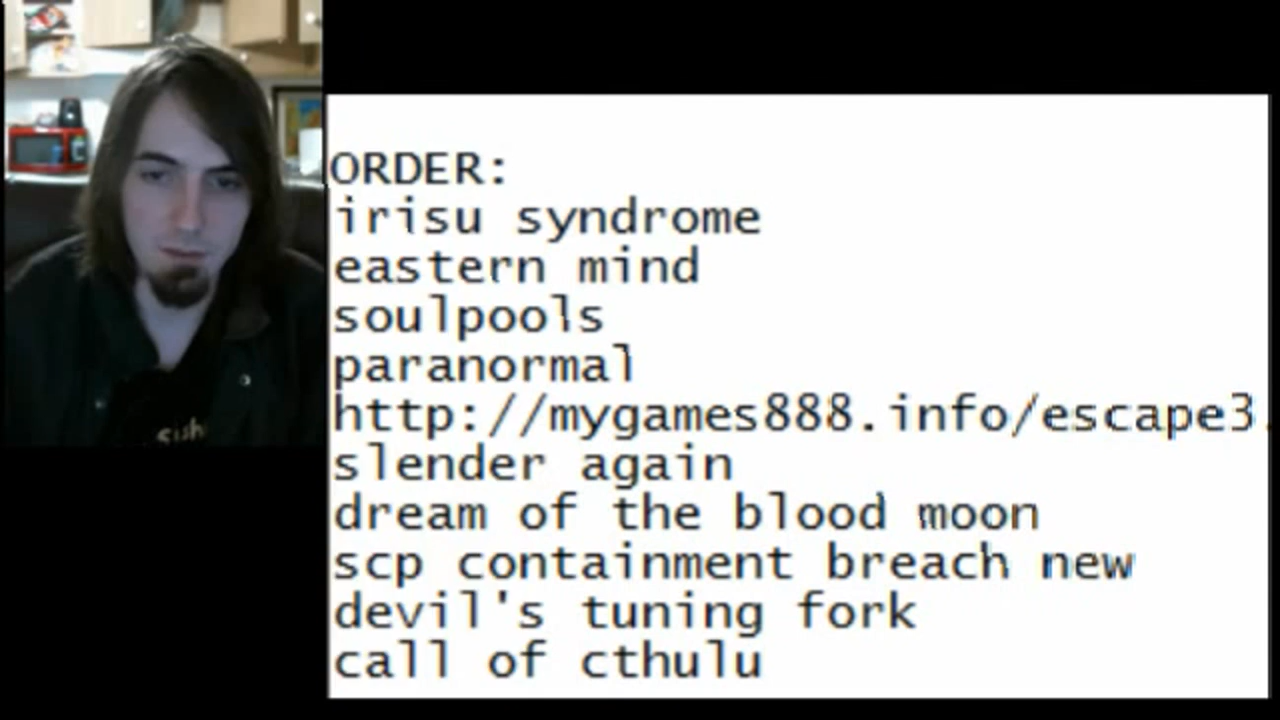 ORDER:
irisu syndrome
eastern mind
soulpools
paranormal
http://mygames888.info/escape3.
slender again
dream of the blood moon
scp containment breach new
devil's tuning fork
call of cthulu